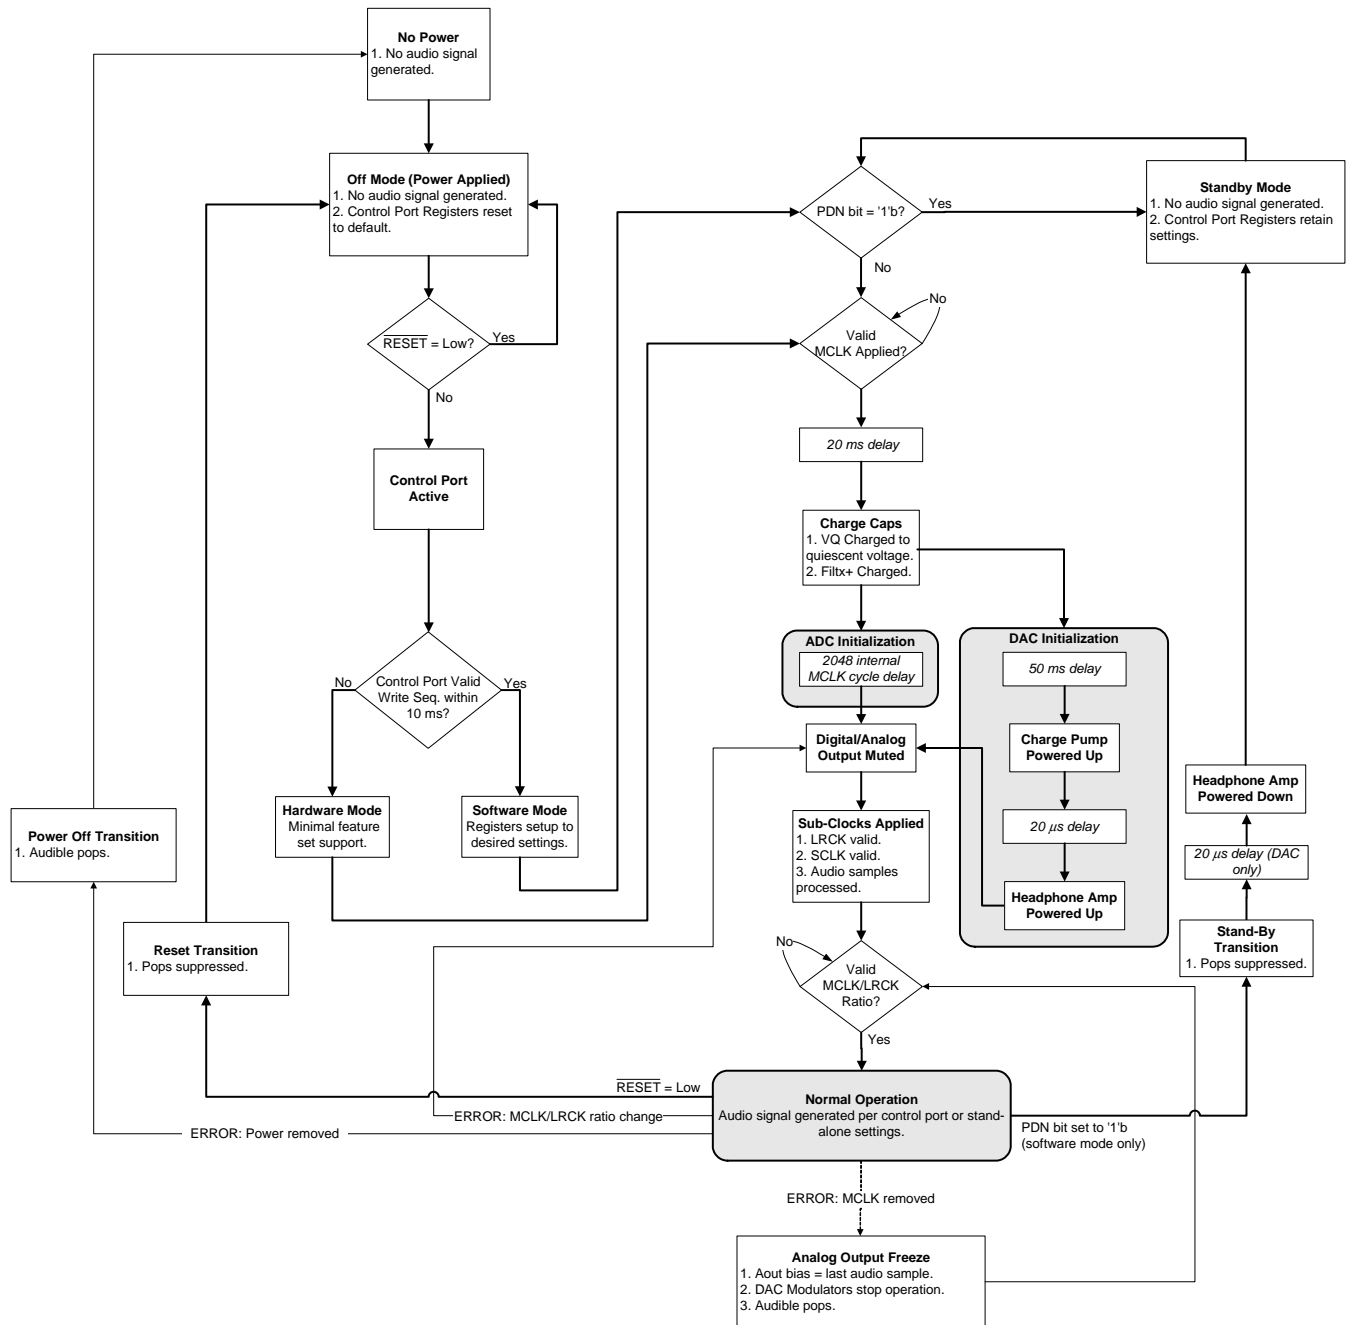 No Power
1. No audio signal
generated.
Off Mode (Power Applied)
1. No audio signal generated.
2. Control Port Registers reset
to default.
RESET = Low?
Yes
No
Control Port
Active
Control Port Valid
Write Seq. within
10 ms?
No
Yes
Hardware Mode
Minimal feature
set support.
Software Mode
Registers setup to
desired settings.
Power Off Transition
1. Audible pops.
Reset Transition
1. Pops suppressed.
PDN bit = '1'b?
Yes
No
Standby Mode
1. No audio signal generated.
2. Control Port Registers retain
settings.
Valid
MCLK Applied?
No
20 ms delay
Charge Caps
1. VQ Charged to
quiescent voltage.
2. Filtx+ Charged.
ADC Initialization
2048 internal
MCLK cycle delay
DAC Initialization
50 ms delay
Charge Pump
Powered Up
20 μs delay
Headphone Amp
Powered Up
Digital/Analog
Output Muted
Sub-Clocks Applied
1. LRCK valid.
2. SCLK valid.
3. Audio samples
processed.
No
Valid
MCLK/LRCK
Ratio?
Yes
Headphone Amp
Powered Down
20 μs delay (DAC
only)
Stand-By
Transition
1. Pops suppressed.
Normal Operation
Audio signal generated per control port or stand-
alone settings.
RESET = Low
ERROR: MCLK/LRCK ratio change
ERROR: Power removed
PDN bit set to '1'b
(software mode only)
ERROR: MCLK removed
Analog Output Freeze
1. Aout bias = last audio sample.
2. DAC Modulators stop operation.
3. Audible pops.